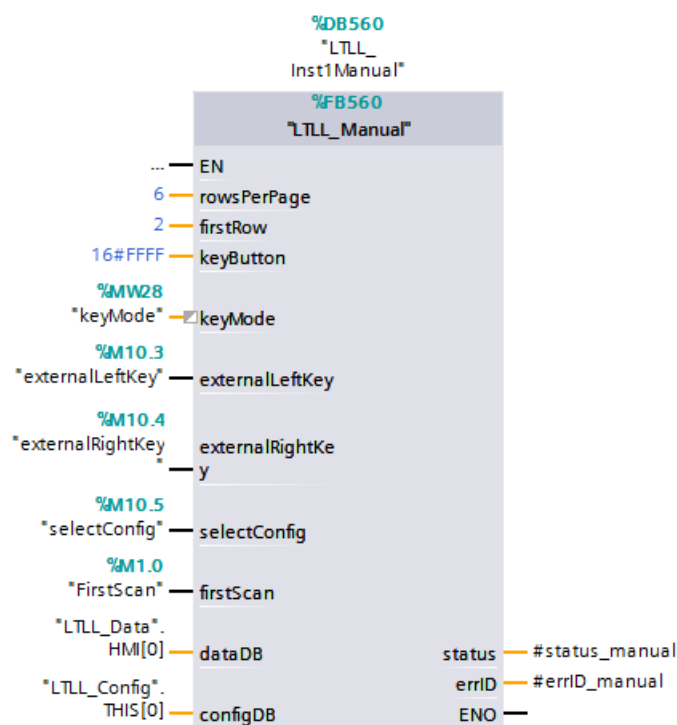 %DB560
"LTLL_
Inst1Manual"
%FB560
"LTLL_Manual"
... EN
6 rowsPerPage
2 firstRow
16#FFFF keyButton
%MW28
"keyMode" keyMode
%M10.3
"externalLeftKey" externalLeftKey
%M10.4
"externalRightKey externalRightKe
" y
%M10.5
"selectConfig" selectConfig
%M1.0
"FirstScan" firstScan
"LTLL_Data".
HMI[0] dataDB status #status_manual
errID #errID_manual
"LTLL_Config".
THIS[0] configDB ENO